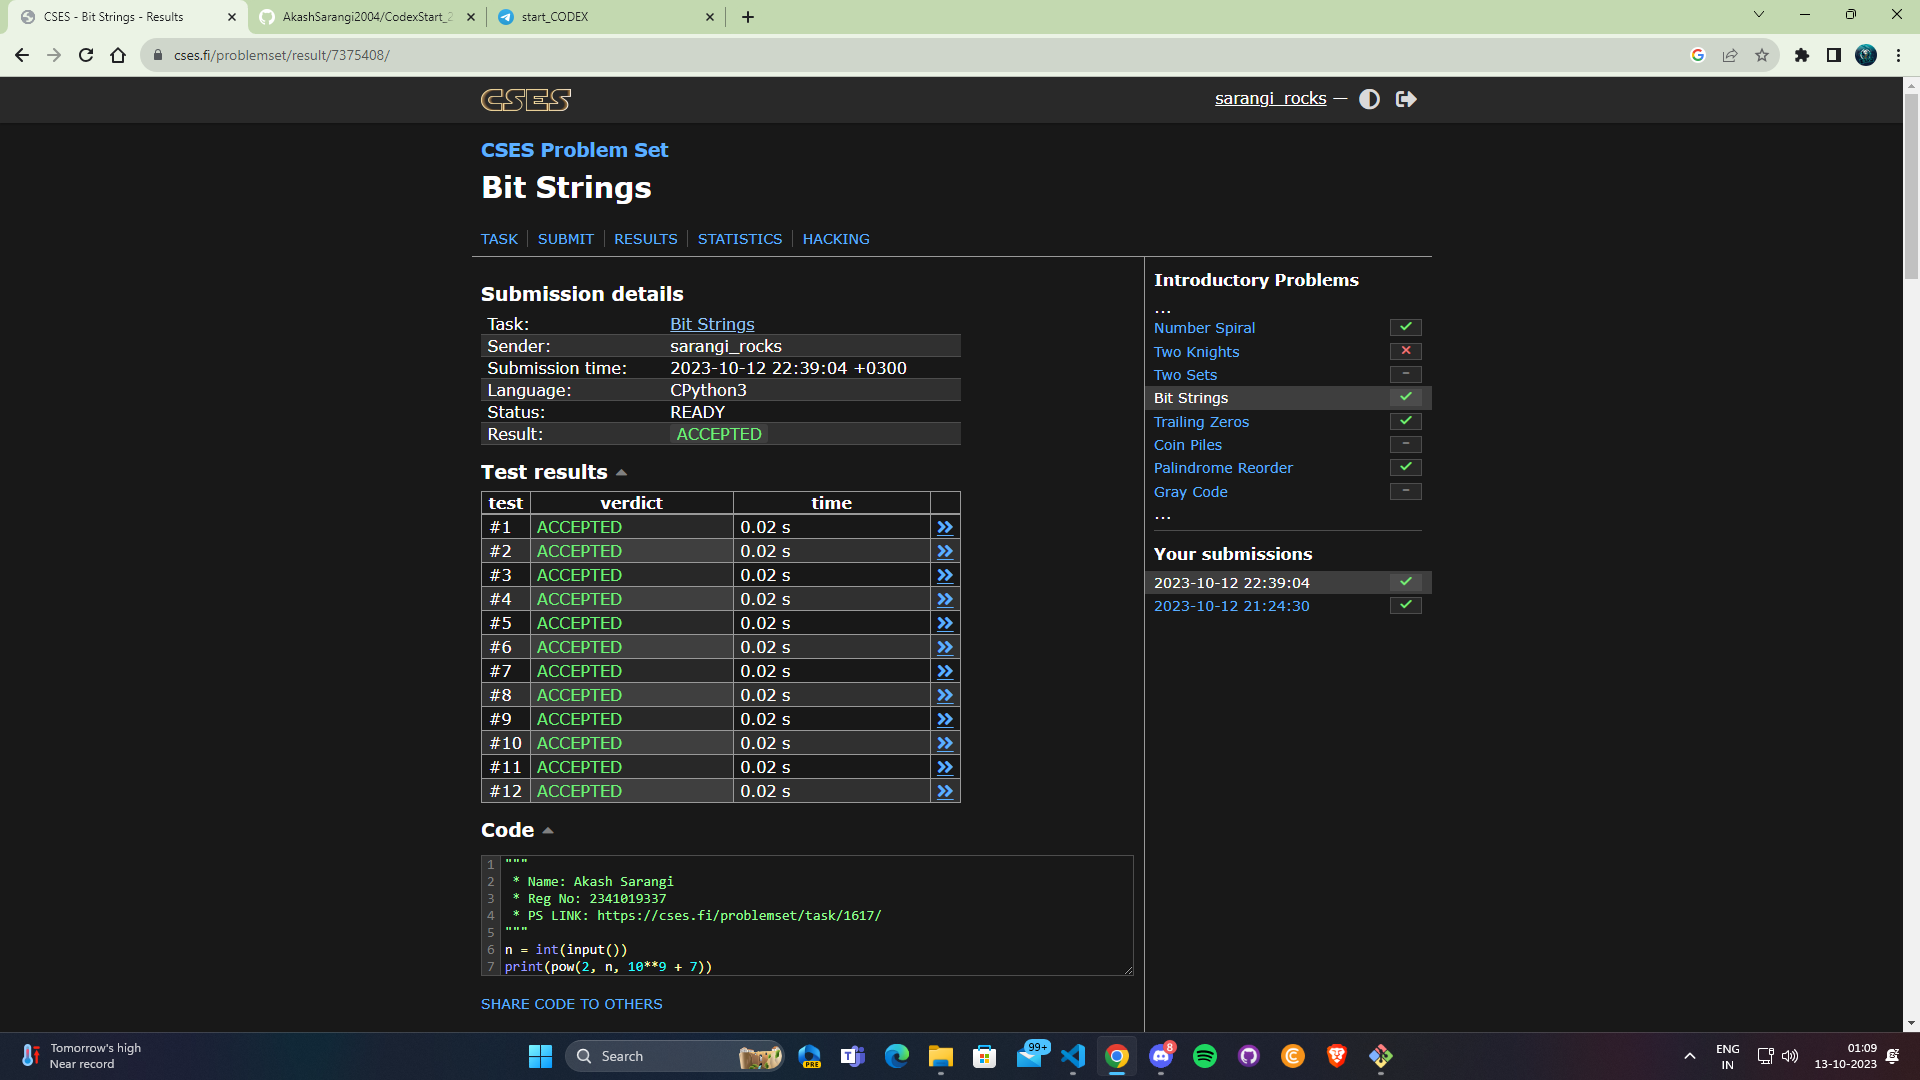 CSES - Bit Strings - Results
AkashSarangi2004/CodexStart_2
start_CODEX
cses.fi/problemset/result/7375408/
CSES
sarangi_rocks —
CSES Problem Set
Bit Strings
TASK SUBMIT RESULTS STATISTICS HACKING
Submission details
Task: Bit Strings
Sender: sarangi_rocks
Submission time: 2023-10-12 22:39:04 +0300
Language: CPython3
Status: READY
Result: ACCEPTED
Test results
test verdict time
#1 ACCEPTED 0.02 s
#2 ACCEPTED 0.02 s
#3 ACCEPTED 0.02 s
#4 ACCEPTED 0.02 s
#5 ACCEPTED 0.02 s
#6 ACCEPTED 0.02 s
#7 ACCEPTED 0.02 s
#8 ACCEPTED 0.02 s
#9 ACCEPTED 0.02 s
#10 ACCEPTED 0.02 s
#11 ACCEPTED 0.02 s
#12 ACCEPTED 0.02 s
Code
1 """
2 * Name: Akash Sarangi
3 * Reg No: 2341019337
4 * PS LINK: https://cses.fi/problemset/task/1617/
5 """
6 n = int(input())
7 print(pow(2, n, 10**9 + 7))
SHARE CODE TO OTHERS
Introductory Problems
...
Number Spiral
Two Knights
Two Sets
Bit Strings
Trailing Zeros
Coin Piles
Palindrome Reorder
Gray Code
...
Your submissions
2023-10-12 22:39:04
2023-10-12 21:24:30
Tomorrow's high
Near record
Search
PRE
99+
8
ENG
IN
01:09
13-10-2023